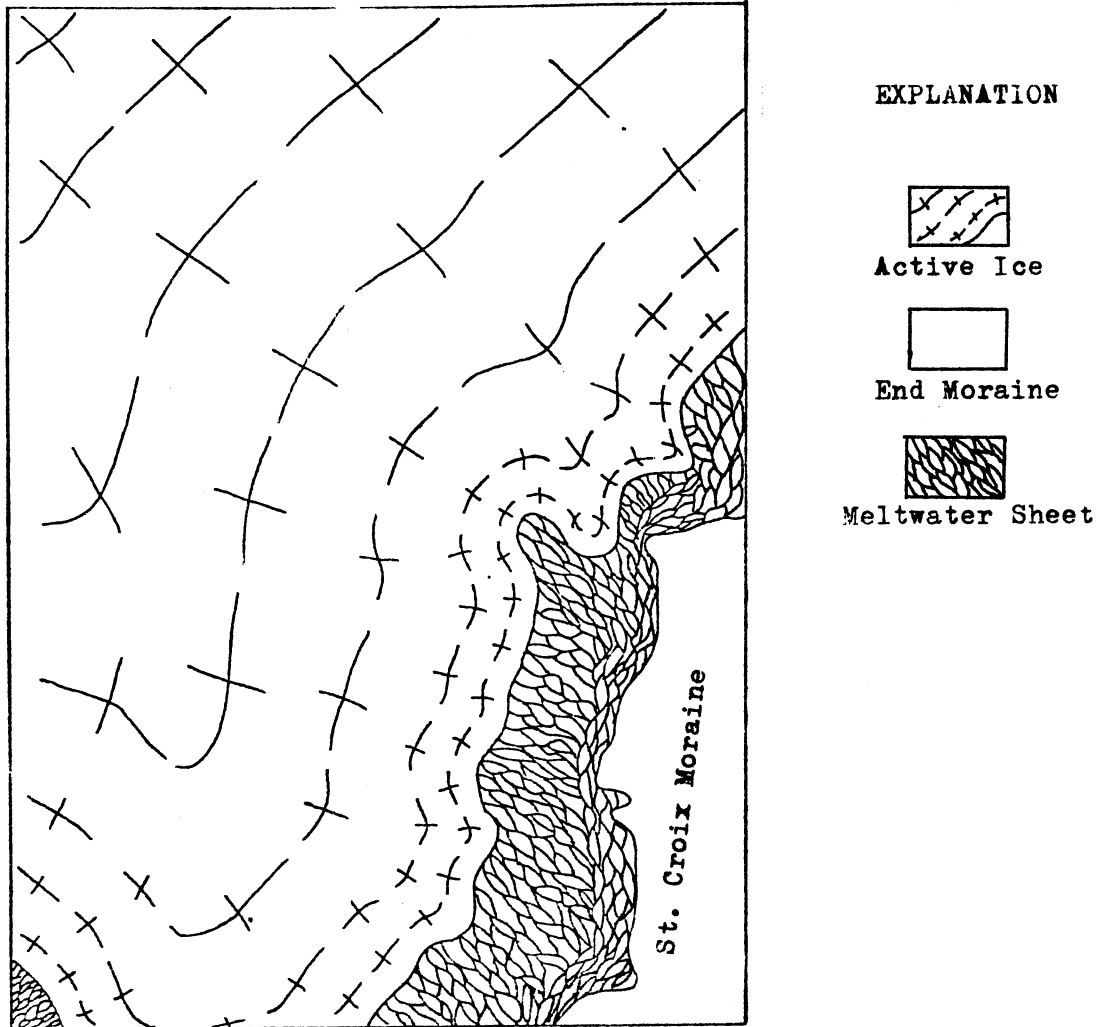 EXPLANATION
Active Ice
End Moraine
Meltwater Sheet
St. Croix Moraine